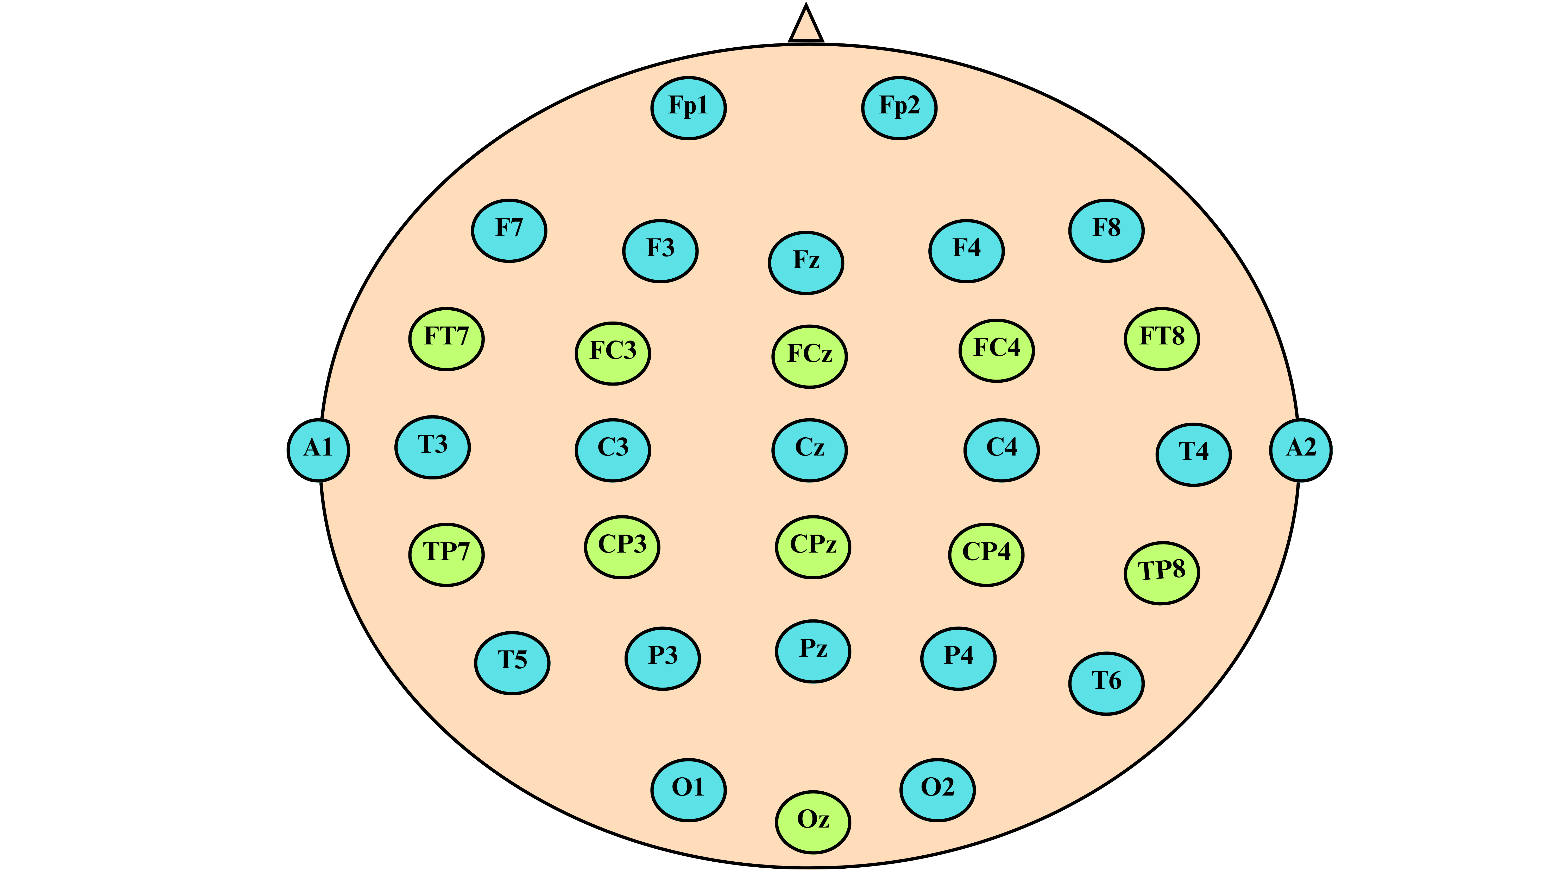 Fp1 Fp2
F7 F3 Fz F4 F8
FT7 FC3 FCz FC4 FT8
A1 T3 C3 Cz C4 T4 A2
TP7 CP3 CPz CP4 TP8
T5 P3 Pz P4 T6
O1 Oz O2